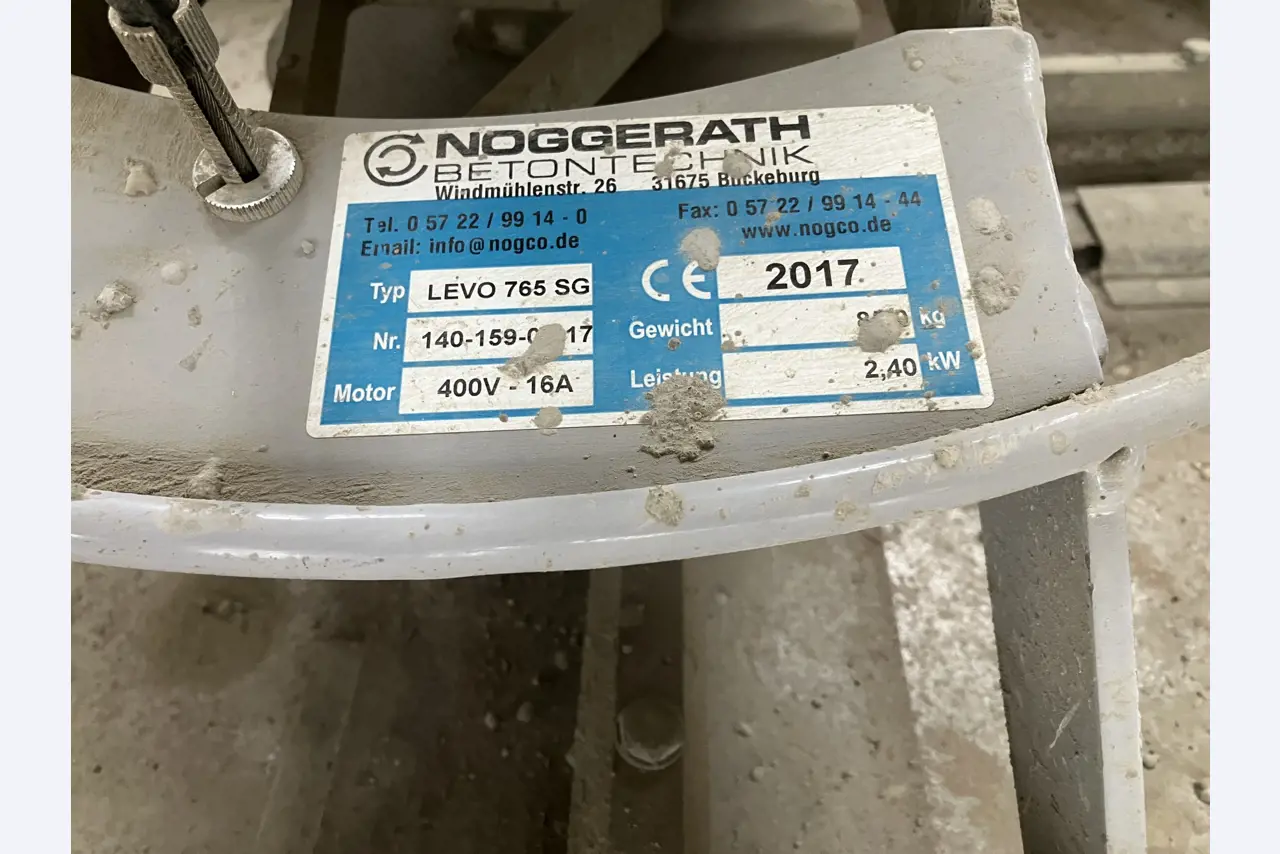 NOGGERATH
BETONTECHNIK
Windmühlenstr. 26 31675 Bückeburg
Tel. 0 57 22 / 99 14 - 0
Fax: 0 57 22 / 99 14 - 44
Email: info@nogco.de
www.nogco.de
Typ LEVO 765 SG
CE 2017
Nr.
Gewicht kg
Motor 400V - 16A
Leistung 2,40 kW